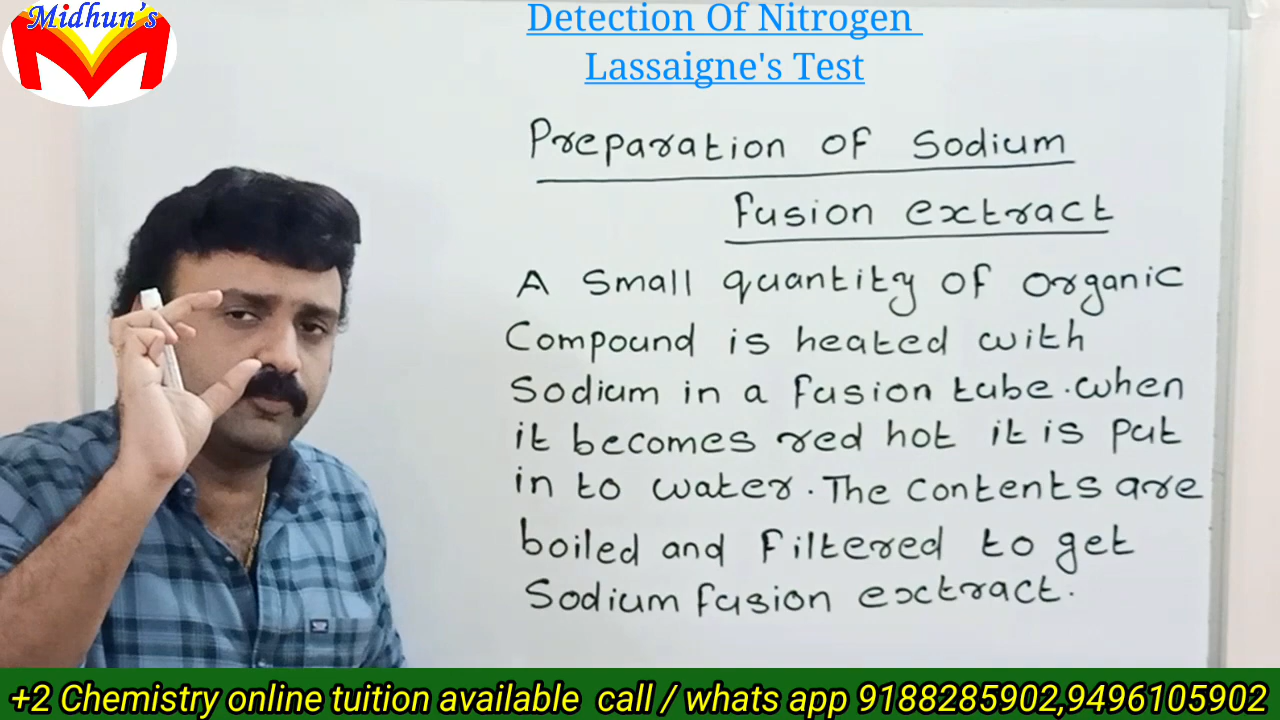 Midhun's
M
Detection Of Nitrogen
Lassaigne's Test
Preparation of Sodium
fusion extract
A Small quantity of organic
Compound is heated with
Sodium in a fusion tube. when
it becomes red hot it is put
in to water. The contents are
boiled and filtered to get
Sodium fusion exctract.
+2 Chemistry online tuition available call / whats app 9188285902,9496105902